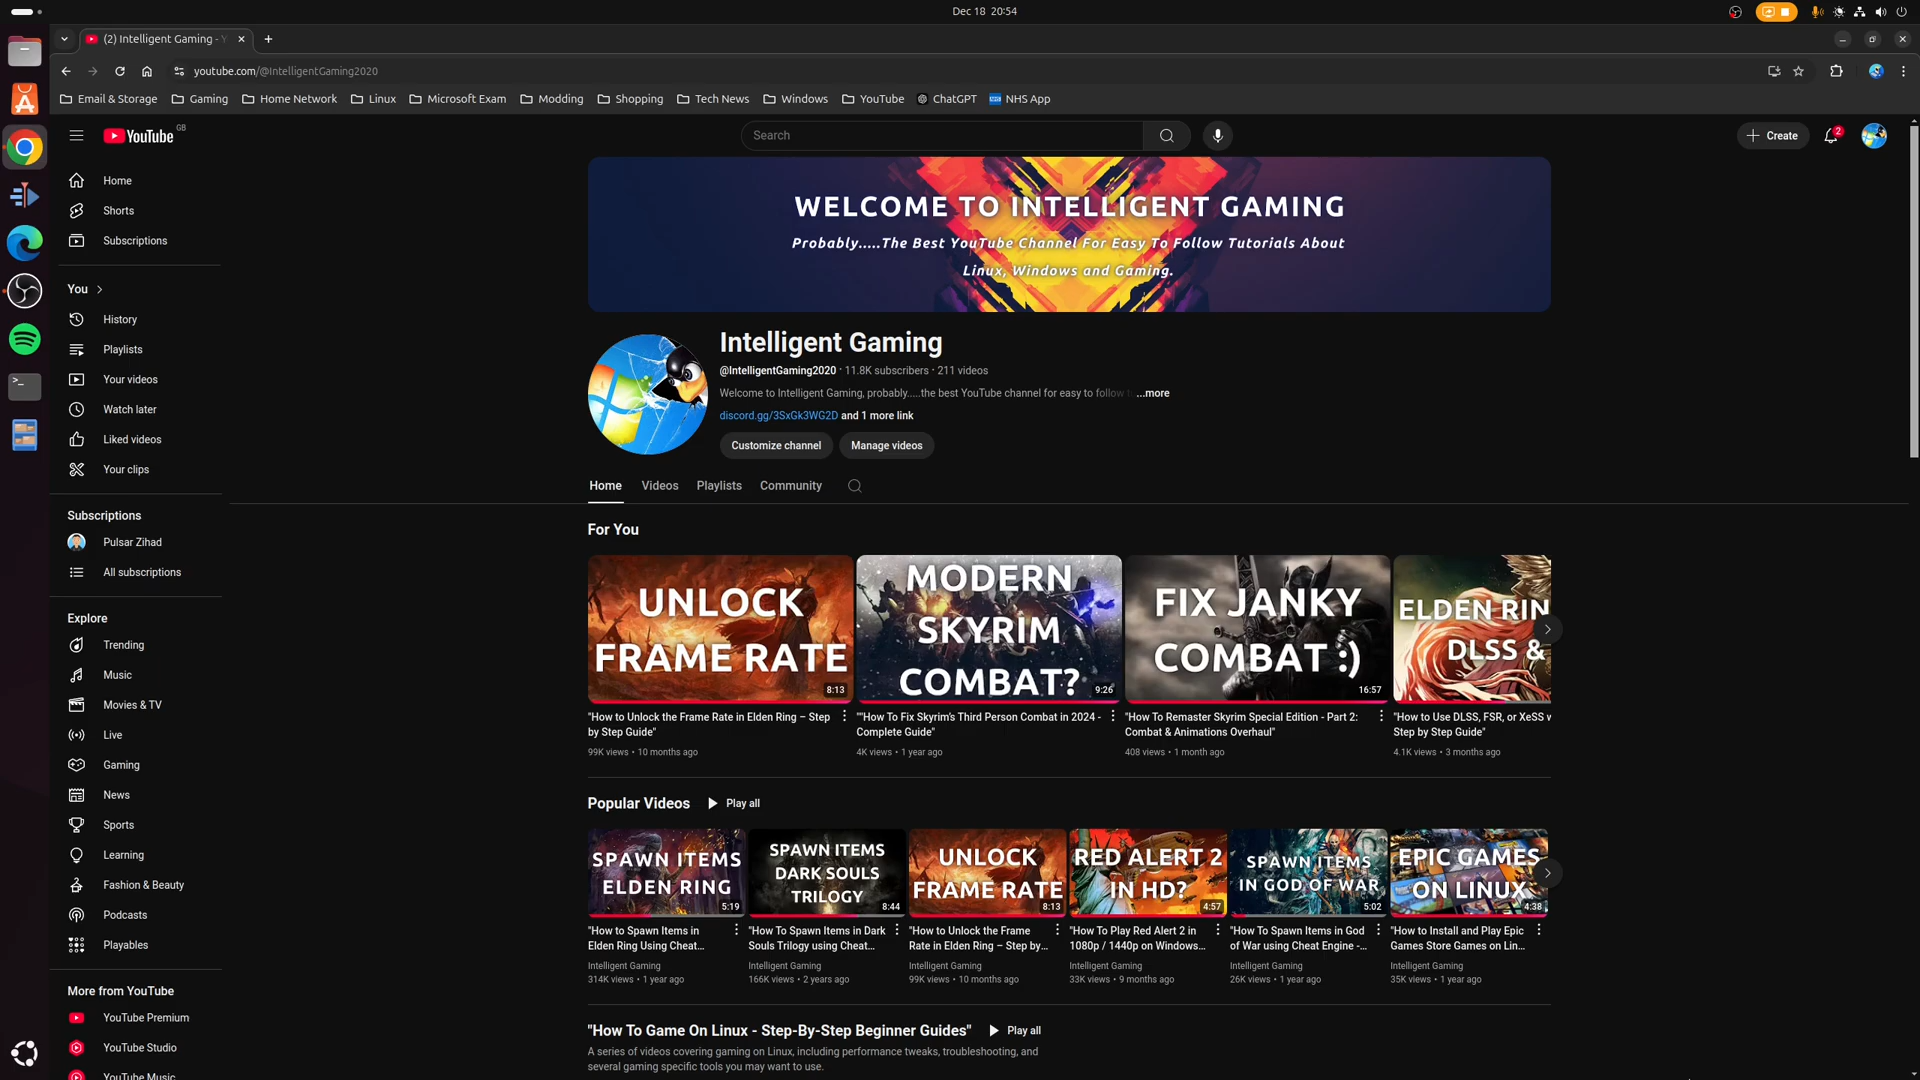 Dec 18 20:54
(2) Intelligent Gaming - Y
youtube.com/@IntelligentGaming2020
Email & Storage
Gaming
Home Network
Linux
Microsoft Exam
Modding
Shopping
Tech News
Windows
YouTube
ChatGPT
NHS App
YouTube GB
Search
Create
2
Home
Shorts
Subscriptions
You
History
Playlists
Your videos
Watch later
Liked videos
Your clips
Subscriptions
Pulsar Zihad
All subscriptions
Explore
Trending
Music
Movies & TV
Live
Gaming
News
Sports
Learning
Fashion & Beauty
Podcasts
Playables
More from YouTube
YouTube Premium
YouTube Studio
YouTube Music
WELCOME TO INTELLIGENT GAMING
Probably.....The Best YouTube Channel For Easy To Follow Tutorials About
Linux, Windows and Gaming.
Intelligent Gaming
@IntelligentGaming2020 · 11.8K subscribers · 211 videos
Welcome to Intelligent Gaming, probably.....the best YouTube channel for easy to follow ...more
discord.gg/3SxGk3WG2D and 1 more link
Customize channel
Manage videos
Home
Videos
Playlists
Community
For You
UNLOCK
FRAME RATE
8:13
"How to Unlock the Frame Rate in Elden Ring – Step
by Step Guide"
99K views • 10 months ago
MODERN
SKYRIM
COMBAT?
9:26
""How To Fix Skyrim's Third Person Combat in 2024 -
Complete Guide"
4K views • 1 year ago
FIX JANKY
COMBAT :)
16:57
"How To Remaster Skyrim Special Edition - Part 2:
Combat & Animations Overhaul"
408 views • 1 month ago
ELDEN RIN
DLSS &
"How to Use DLSS, FSR, or XeSS w
Step by Step Guide"
4.1K views • 3 months ago
Popular Videos
Play all
SPAWN ITEMS
ELDEN RING
5:19
"How to Spawn Items in
Elden Ring Using Cheat...
Intelligent Gaming
314K views • 1 year ago
SPAWN ITEMS
DARK SOULS
TRILOGY
8:44
"How To Spawn Items in Dark
Souls Trilogy using Cheat...
Intelligent Gaming
166K views • 2 years ago
UNLOCK
FRAME RATE
8:13
"How to Unlock the Frame
Rate in Elden Ring – Step by...
Intelligent Gaming
99K views • 10 months ago
RED ALERT 2
IN HD?
4:57
"How To Play Red Alert 2 in
1080p / 1440p on Windows...
Intelligent Gaming
33K views • 9 months ago
SPAWN ITEMS
IN GOD OF WAR
5:02
"How To Spawn Items in God
of War using Cheat Engine -...
Intelligent Gaming
26K views • 1 year ago
EPIC GAMES
ON LINUX
4:38
"How to Install and Play Epic
Games Store Games on Lin...
Intelligent Gaming
35K views • 1 year ago
"How To Game On Linux - Step-By-Step Beginner Guides"
Play all
A series of videos covering gaming on Linux, including performance tweaks, troubleshooting, and
several gaming specific tools you may want to use.